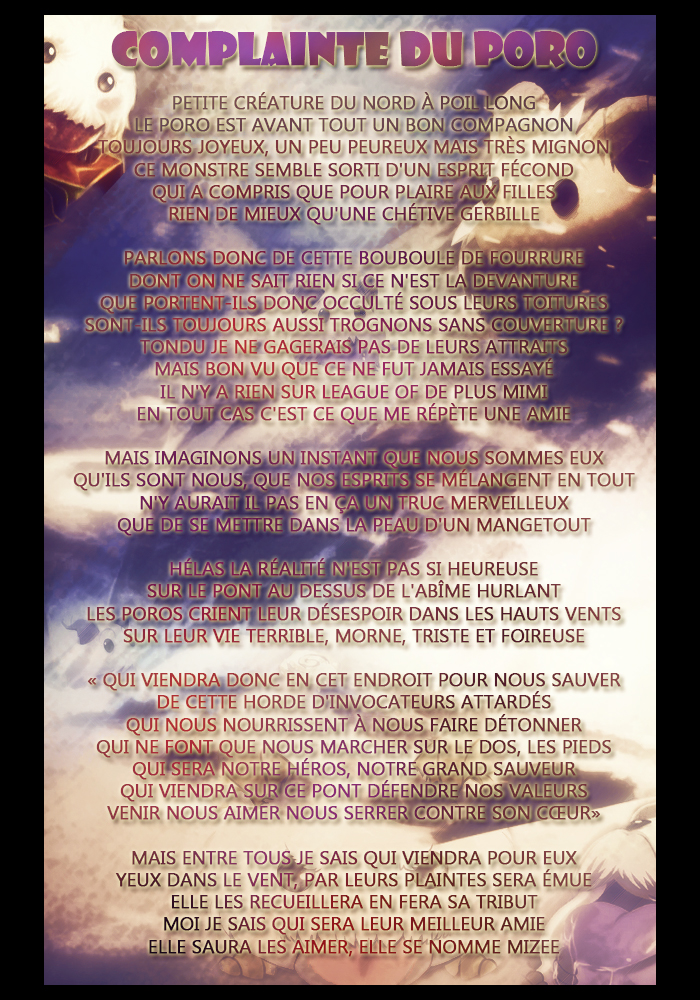 COMPLAINTE DU PORO
PETITE CRÉATURE DU NORD À POIL LONG
LE PORO EST AVANT TOUT UN BON COMPAGNON
TOUJOURS JOYEUX, UN PEU PEUREUX MAIS TRÈS MIGNON
CE MONSTRE SEMBLE SORTI D'UN ESPRIT FÉCOND
QUI A COMPRIS QUE POUR PLAIRE AUX FILLES
RIEN DE MIEUX QU'UNE CHÉTIVE GERBILLE
PARLONS DONC DE CETTE BOUBOULE DE FOURRURE
DONT ON NE SAIT RIEN SI CE N'EST LA DEVANTURE
QUE PORTENT-ILS DONC OCCULTÉ SOUS LEURS TOITURES
SONT-ILS TOUJOURS AUSSI TROGNONS SANS COUVERTURE ?
TONDU JE NE GAGERAIS PAS DE LEURS ATTRAITS
MAIS BON VU QUE CE NE FUT JAMAIS ESSAYÉ
IL N'Y A RIEN SUR LEAGUE OF DE PLUS MIMI
EN TOUT CAS C'EST CE QUE ME RÉPÈTE UNE AMIE
MAIS IMAGINONS UN INSTANT QUE NOUS SOMMES EUX
QU'ILS SONT NOUS, QUE NOS ESPRITS SE MÉLANGENT EN TOUT
N'Y AURAIT IL PAS EN ÇA UN TRUC MERVEILLEUX
QUE DE SE METTRE DANS LA PEAU D'UN MANGETOUT
HÉLAS LA RÉALITÉ N'EST PAS SI HEUREUSE
SUR LE PONT AU DESSUS DE L'ABÎME HURLANT
LES POROS CRIENT LEUR DÉSESPOIR DANS LES HAUTS VENTS
SUR LEUR VIE TERRIBLE, MORNE, TRISTE ET FOIREUSE
« QUI VIENDRA DONC EN CET ENDROIT POUR NOUS SAUVER
DE CETTE HORDE D'INVOCATEURS ATTARDÉS
QUI NOUS NOURRISSENT À NOUS FAIRE DÉTONNER
QUI NE FONT QUE NOUS MARCHER SUR LE DOS, LES PIEDS
QUI SERA NOTRE HÉROS, NOTRE GRAND SAUVEUR
QUI VIENDRA SUR CE PONT DÉFENDRE NOS VALEURS
VENIR NOUS AIMER NOUS SERRER CONTRE SON CŒUR»
MAIS ENTRE TOUS JE SAIS QUI VIENDRA POUR EUX
YEUX DANS LE VENT, PAR LEURS PLAINTES SERA ÉMUE
ELLE LES RECUEILLERA EN FERA SA TRIBUT
MOI JE SAIS QUI SERA LEUR MEILLEUR AMIE
ELLE SAURA LES AIMER, ELLE SE NOMME MIZEE